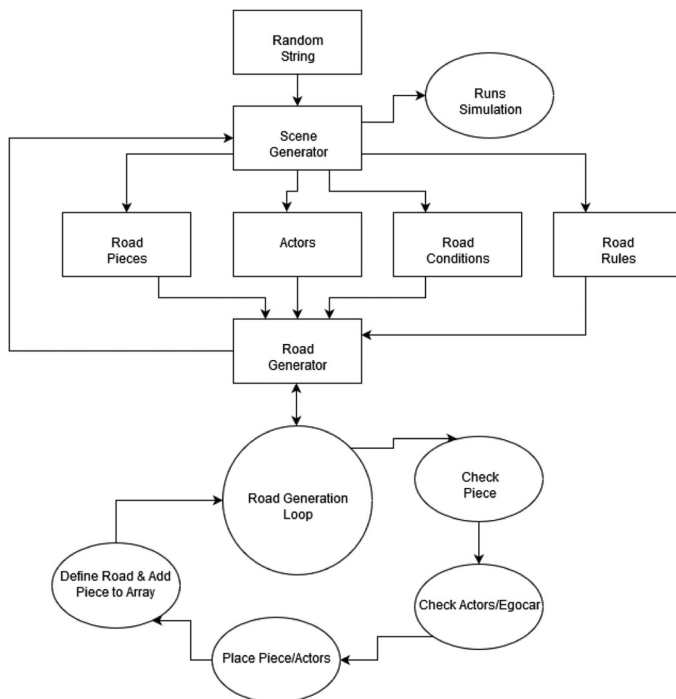 Random
String
Runs
Simulation
Scene
Generator
Road
Pieces
Actors
Road
Conditions
Road
Rules
Road
Generator
Road Generation
Loop
Check
Piece
Define Road & Add
Piece to Array
Check Actors/Egocar
Place Piece/Actors